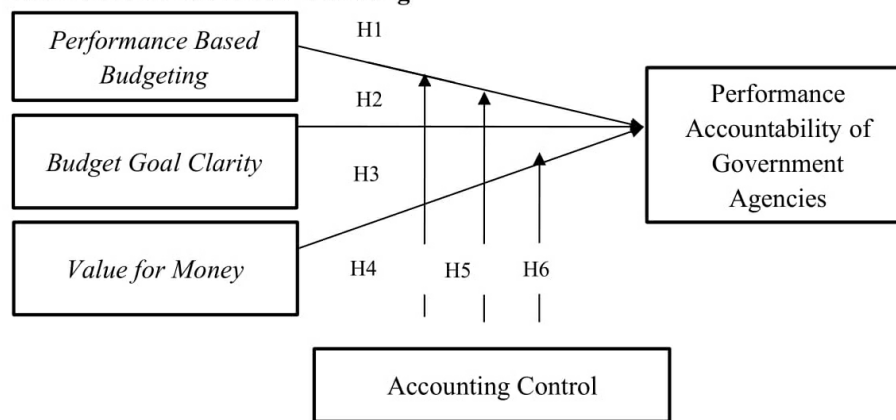 Performance Based
Budgeting
H1
H2
Budget Goal Clarity
H3
Value for Money
H4
H5
H6
Performance
Accountability of
Government
Agencies
Accounting Control